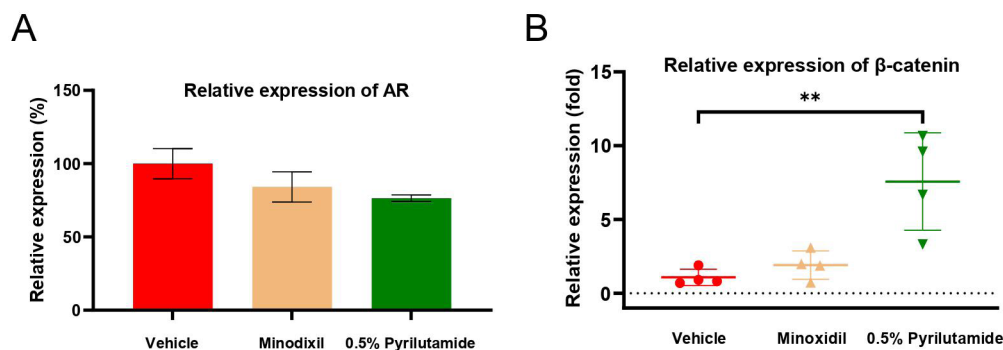 A
Relative expression of AR
Relative expression (%)
150
100
50
0
Vehicle
Minodixil
0.5% Pyrilutamide
B
Relative expression of β-catenin
Relative expression (fold)
15
10
5
0
**
Vehicle
Minoxidil
0.5% Pyrilutamide